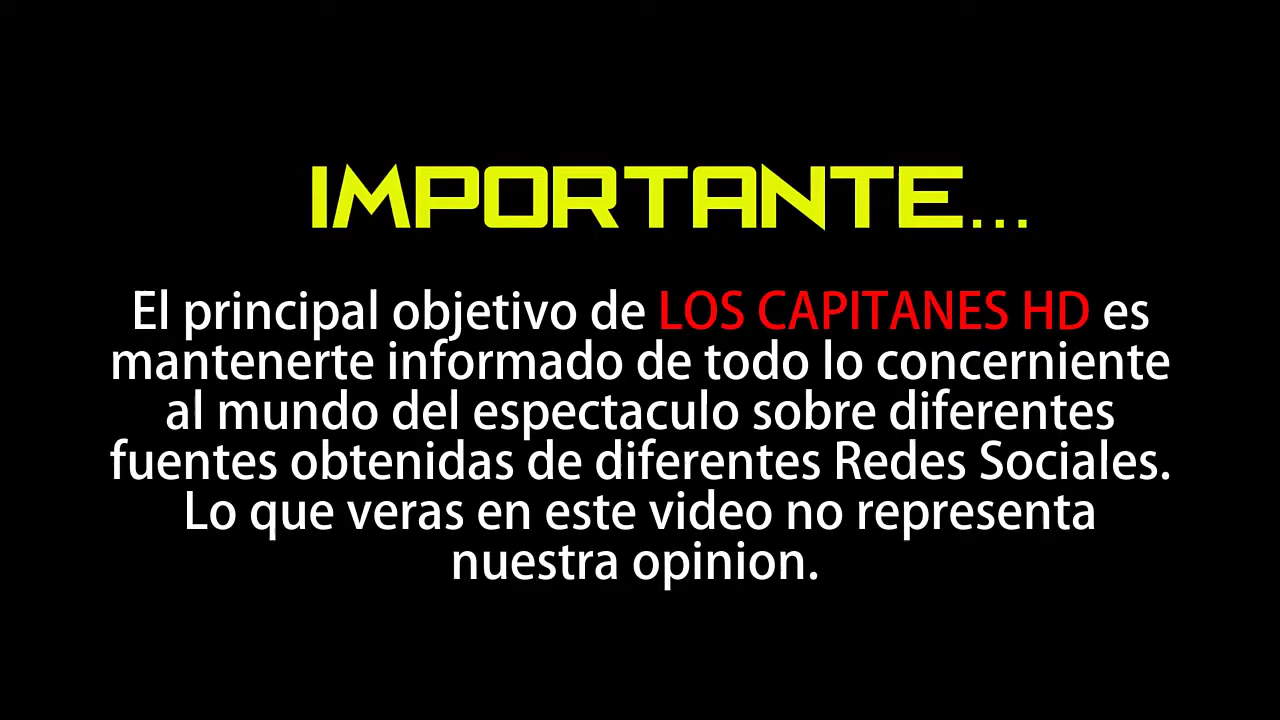 IMPORTANTE...
El principal objetivo de LOS CAPITANES HD es
mantenerte informado de todo lo concerniente
al mundo del espectaculo sobre diferentes
fuentes obtenidas de diferentes Redes Sociales.
Lo que veras en este video no representa
nuestra opinion.